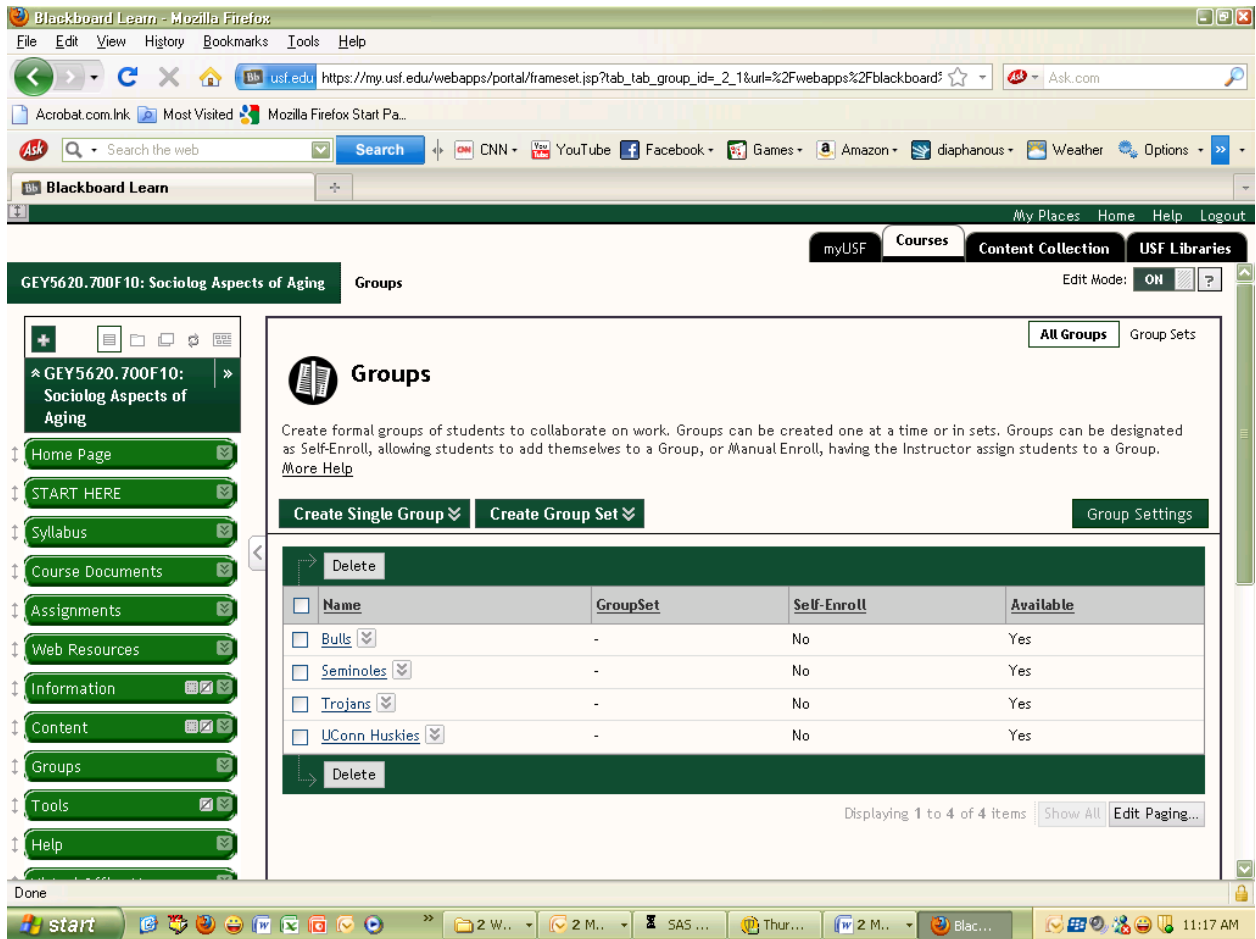 Blackboard Learn - Mozilla Firefox
File Edit View History Bookmarks Tools Help
Bb usf.edu https://my.usf.edu/webapps/portal/frameset.jsp?tab_tab_group_id=_2_1&url=%2Fwebapps%2Fblackboard% Ask.com
Acrobat.com.lnk Most Visited Mozilla Firefox Start Pa...
Ask Search the web Search CNN YouTube Facebook Games Amazon diaphanous Weather Options »
Bb Blackboard Learn
My Places Home Help Logout
myUSF Courses Content Collection USF Libraries
GEY5620.700F10: Sociolog Aspects of Aging Groups Edit Mode: ON ?
All Groups Group Sets
GEY5620.700F10:
Sociolog Aspects of
Aging
Home Page
START HERE
Syllabus
Course Documents
Assignments
Web Resources
Information
Content
Groups
Tools
Help
Groups
Create formal groups of students to collaborate on work. Groups can be created one at a time or in sets. Groups can be designated
as Self-Enroll, allowing students to add themselves to a Group, or Manual Enroll, having the Instructor assign students to a Group.
More Help
Create Single Group Create Group Set Group Settings
Delete
Name GroupSet Self-Enroll Available
Bulls - No Yes
Seminoles - No Yes
Trojans - No Yes
UConn Huskies - No Yes
Delete
Displaying 1 to 4 of 4 items Show All Edit Paging...
Done
start » 2 W.. 2 M.. SAS ... Thur... 2 M.. Blac... 11:17 AM